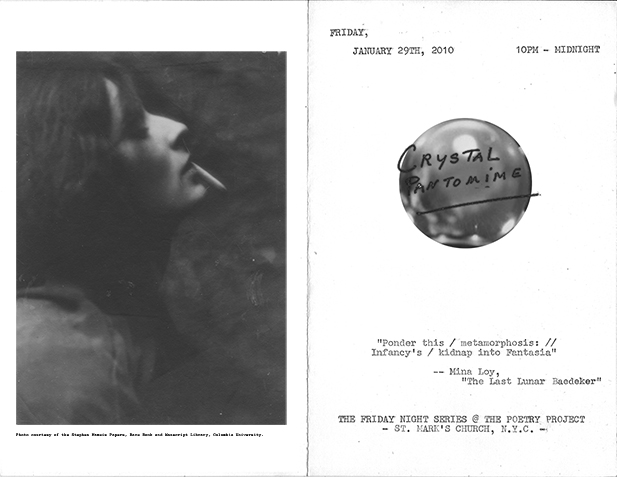 Photo courtesy of the Stephen Haweis Papers, Rare Book and Manuscript Library, Columbia University.
FRIDAY,
JANUARY 29TH, 2010 10PM - MIDNIGHT
CRYSTAL
PANTOMIME
"Ponder this / metamorphosis: //
Infancy's / kidnap into Fantasia"
-- Mina Loy,
"The Last Lunar Baedeker"
THE FRIDAY NIGHT SERIES @ THE POETRY PROJECT
- ST. MARK'S CHURCH, N.Y.C. -